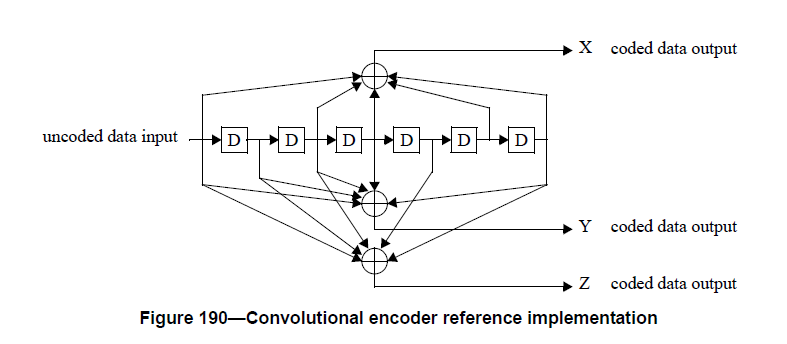 X coded data output
uncoded data input D D D D D D
Y coded data output
Z coded data output
Figure 190—Convolutional encoder reference implementation